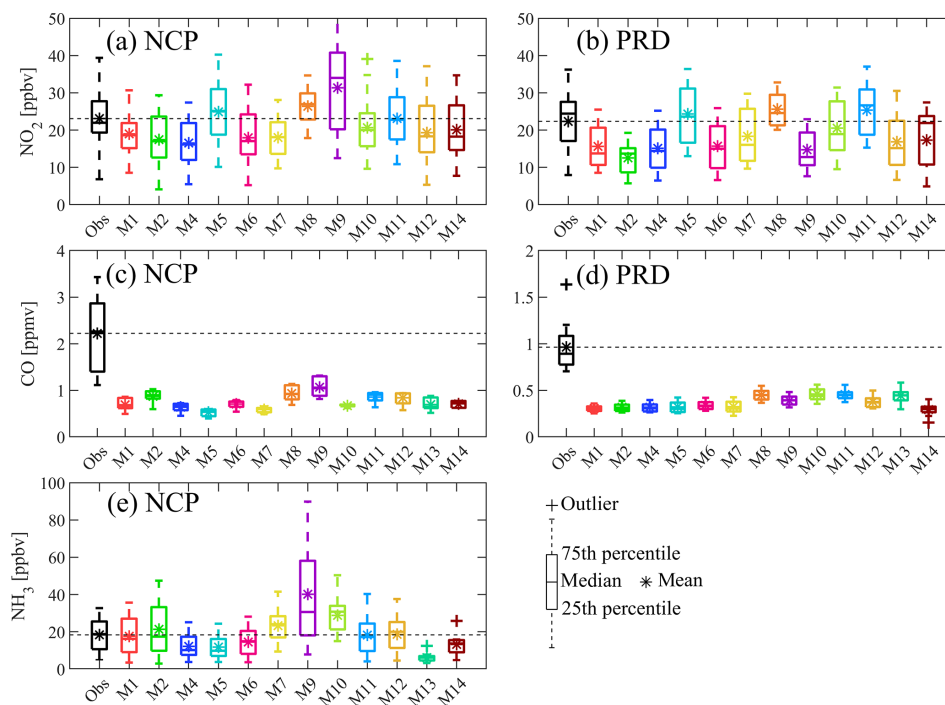 (a) NCP
NO2 [ppbv]
50
40
30
20
10
0
Obs M1 M2 M4 M5 M6 M7 M8 M9 M10 M11 M12 M14
(b) PRD
50
40
30
20
10
0
Obs M1 M2 M4 M5 M6 M7 M8 M9 M10 M11 M12 M14
(c) NCP
CO [ppmv]
4
3
2
1
0
Obs M1 M2 M4 M5 M6 M7 M8 M9 M10 M11 M12 M13 M14
(d) PRD
2
1.5
1
0.5
0
Obs M1 M2 M4 M5 M6 M7 M8 M9 M10 M11 M12 M13 M14
(e) NCP
NH3 [ppbv]
100
80
60
40
20
0
Obs M1 M2 M4 M5 M6 M7 M9 M10 M11 M12 M13 M14
Outlier
75th percentile
Median Mean
25th percentile